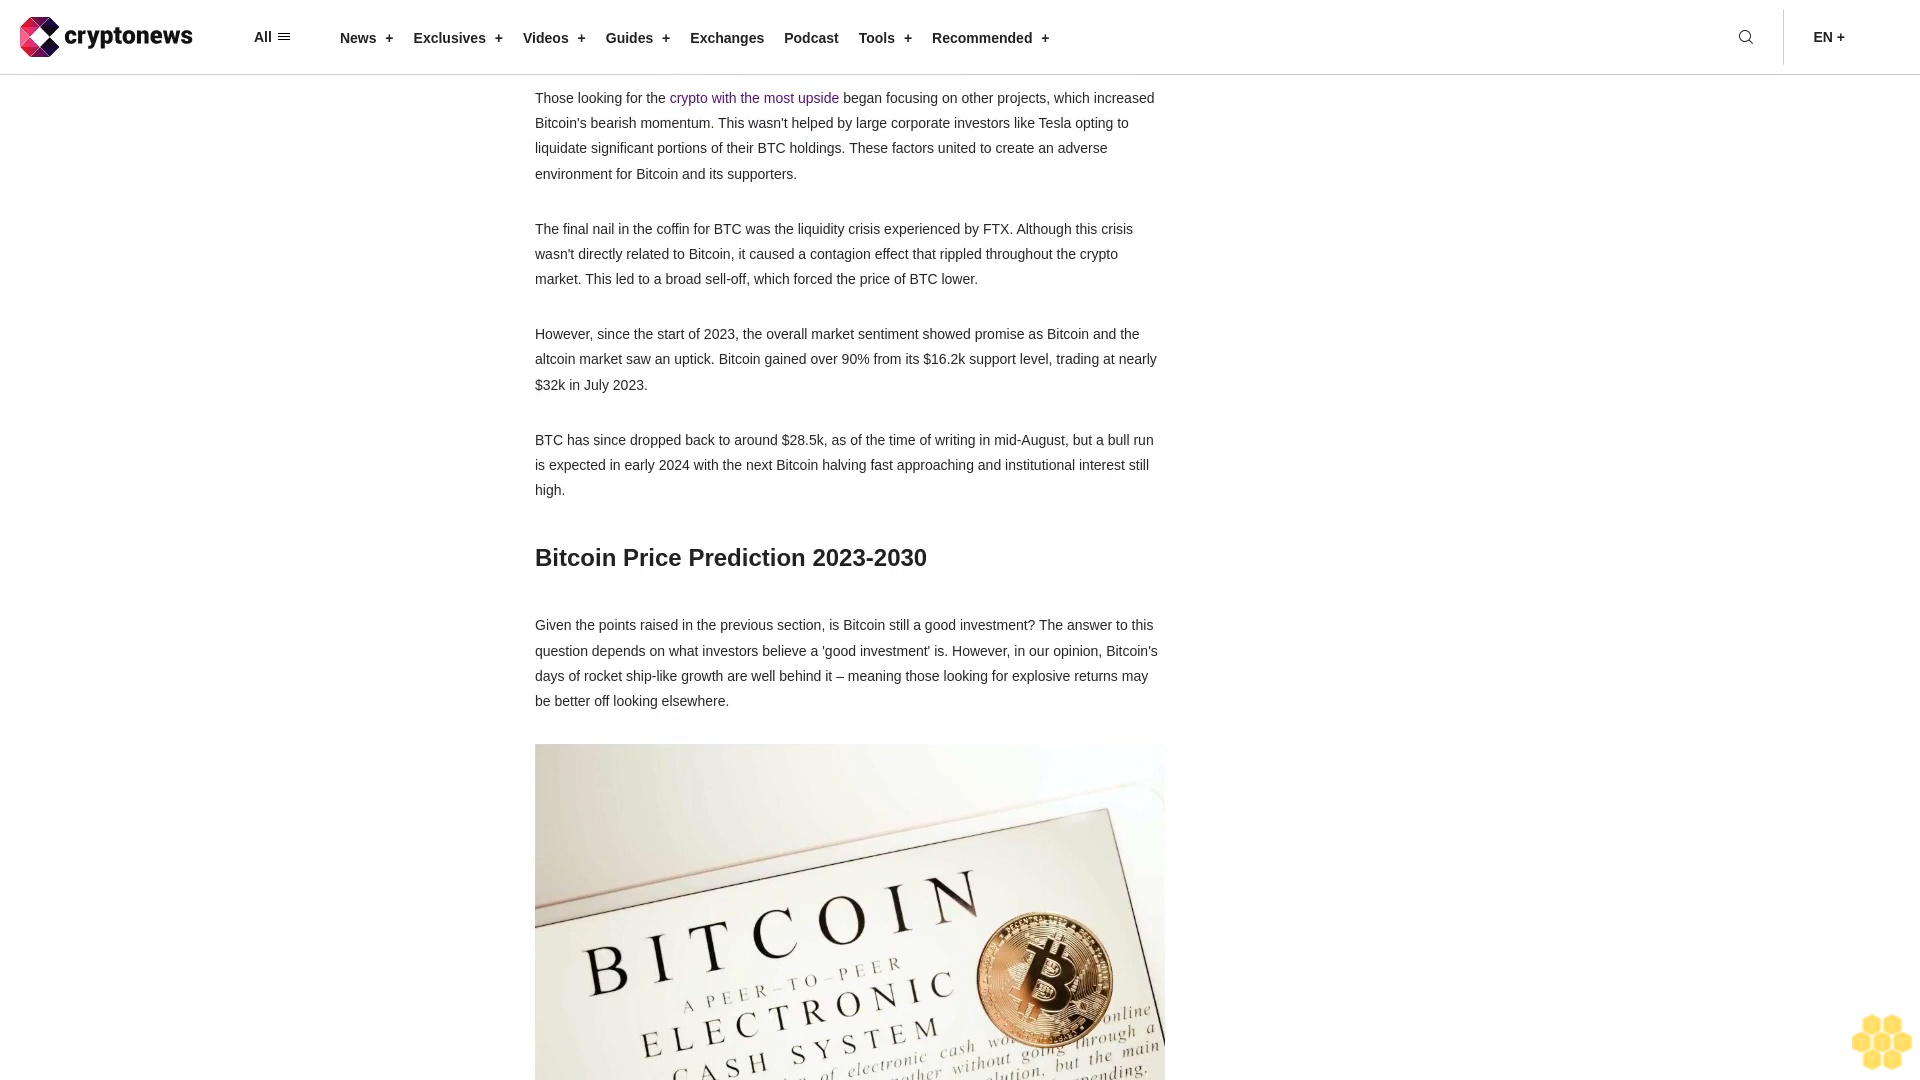 cryptonews
All
News +
Exclusives +
Videos +
Guides +
Exchanges
Podcast
Tools +
Recommended +
EN +
Those looking for the crypto with the most upside began focusing on other projects, which increased
Bitcoin's bearish momentum. This wasn't helped by large corporate investors like Tesla opting to
liquidate significant portions of their BTC holdings. These factors united to create an adverse
environment for Bitcoin and its supporters.
The final nail in the coffin for BTC was the liquidity crisis experienced by FTX. Although this crisis
wasn't directly related to Bitcoin, it caused a contagion effect that rippled throughout the crypto
market. This led to a broad sell-off, which forced the price of BTC lower.
However, since the start of 2023, the overall market sentiment showed promise as Bitcoin and the
altcoin market saw an uptick. Bitcoin gained over 90% from its $16.2k support level, trading at nearly
$32k in July 2023.
BTC has since dropped back to around $28.5k, as of the time of writing in mid-August, but a bull run
is expected in early 2024 with the next Bitcoin halving fast approaching and institutional interest still
high.
Bitcoin Price Prediction 2023-2030
Given the points raised in the previous section, is Bitcoin still a good investment? The answer to this
question depends on what investors believe a 'good investment' is. However, in our opinion, Bitcoin's
days of rocket ship-like growth are well behind it – meaning those looking for explosive returns may
be better off looking elsewhere.
BITCOIN
A PEER-TO-PEER
ELECTRONIC
CASH SYSTEM
online
of electronic cash going through a
without but the main